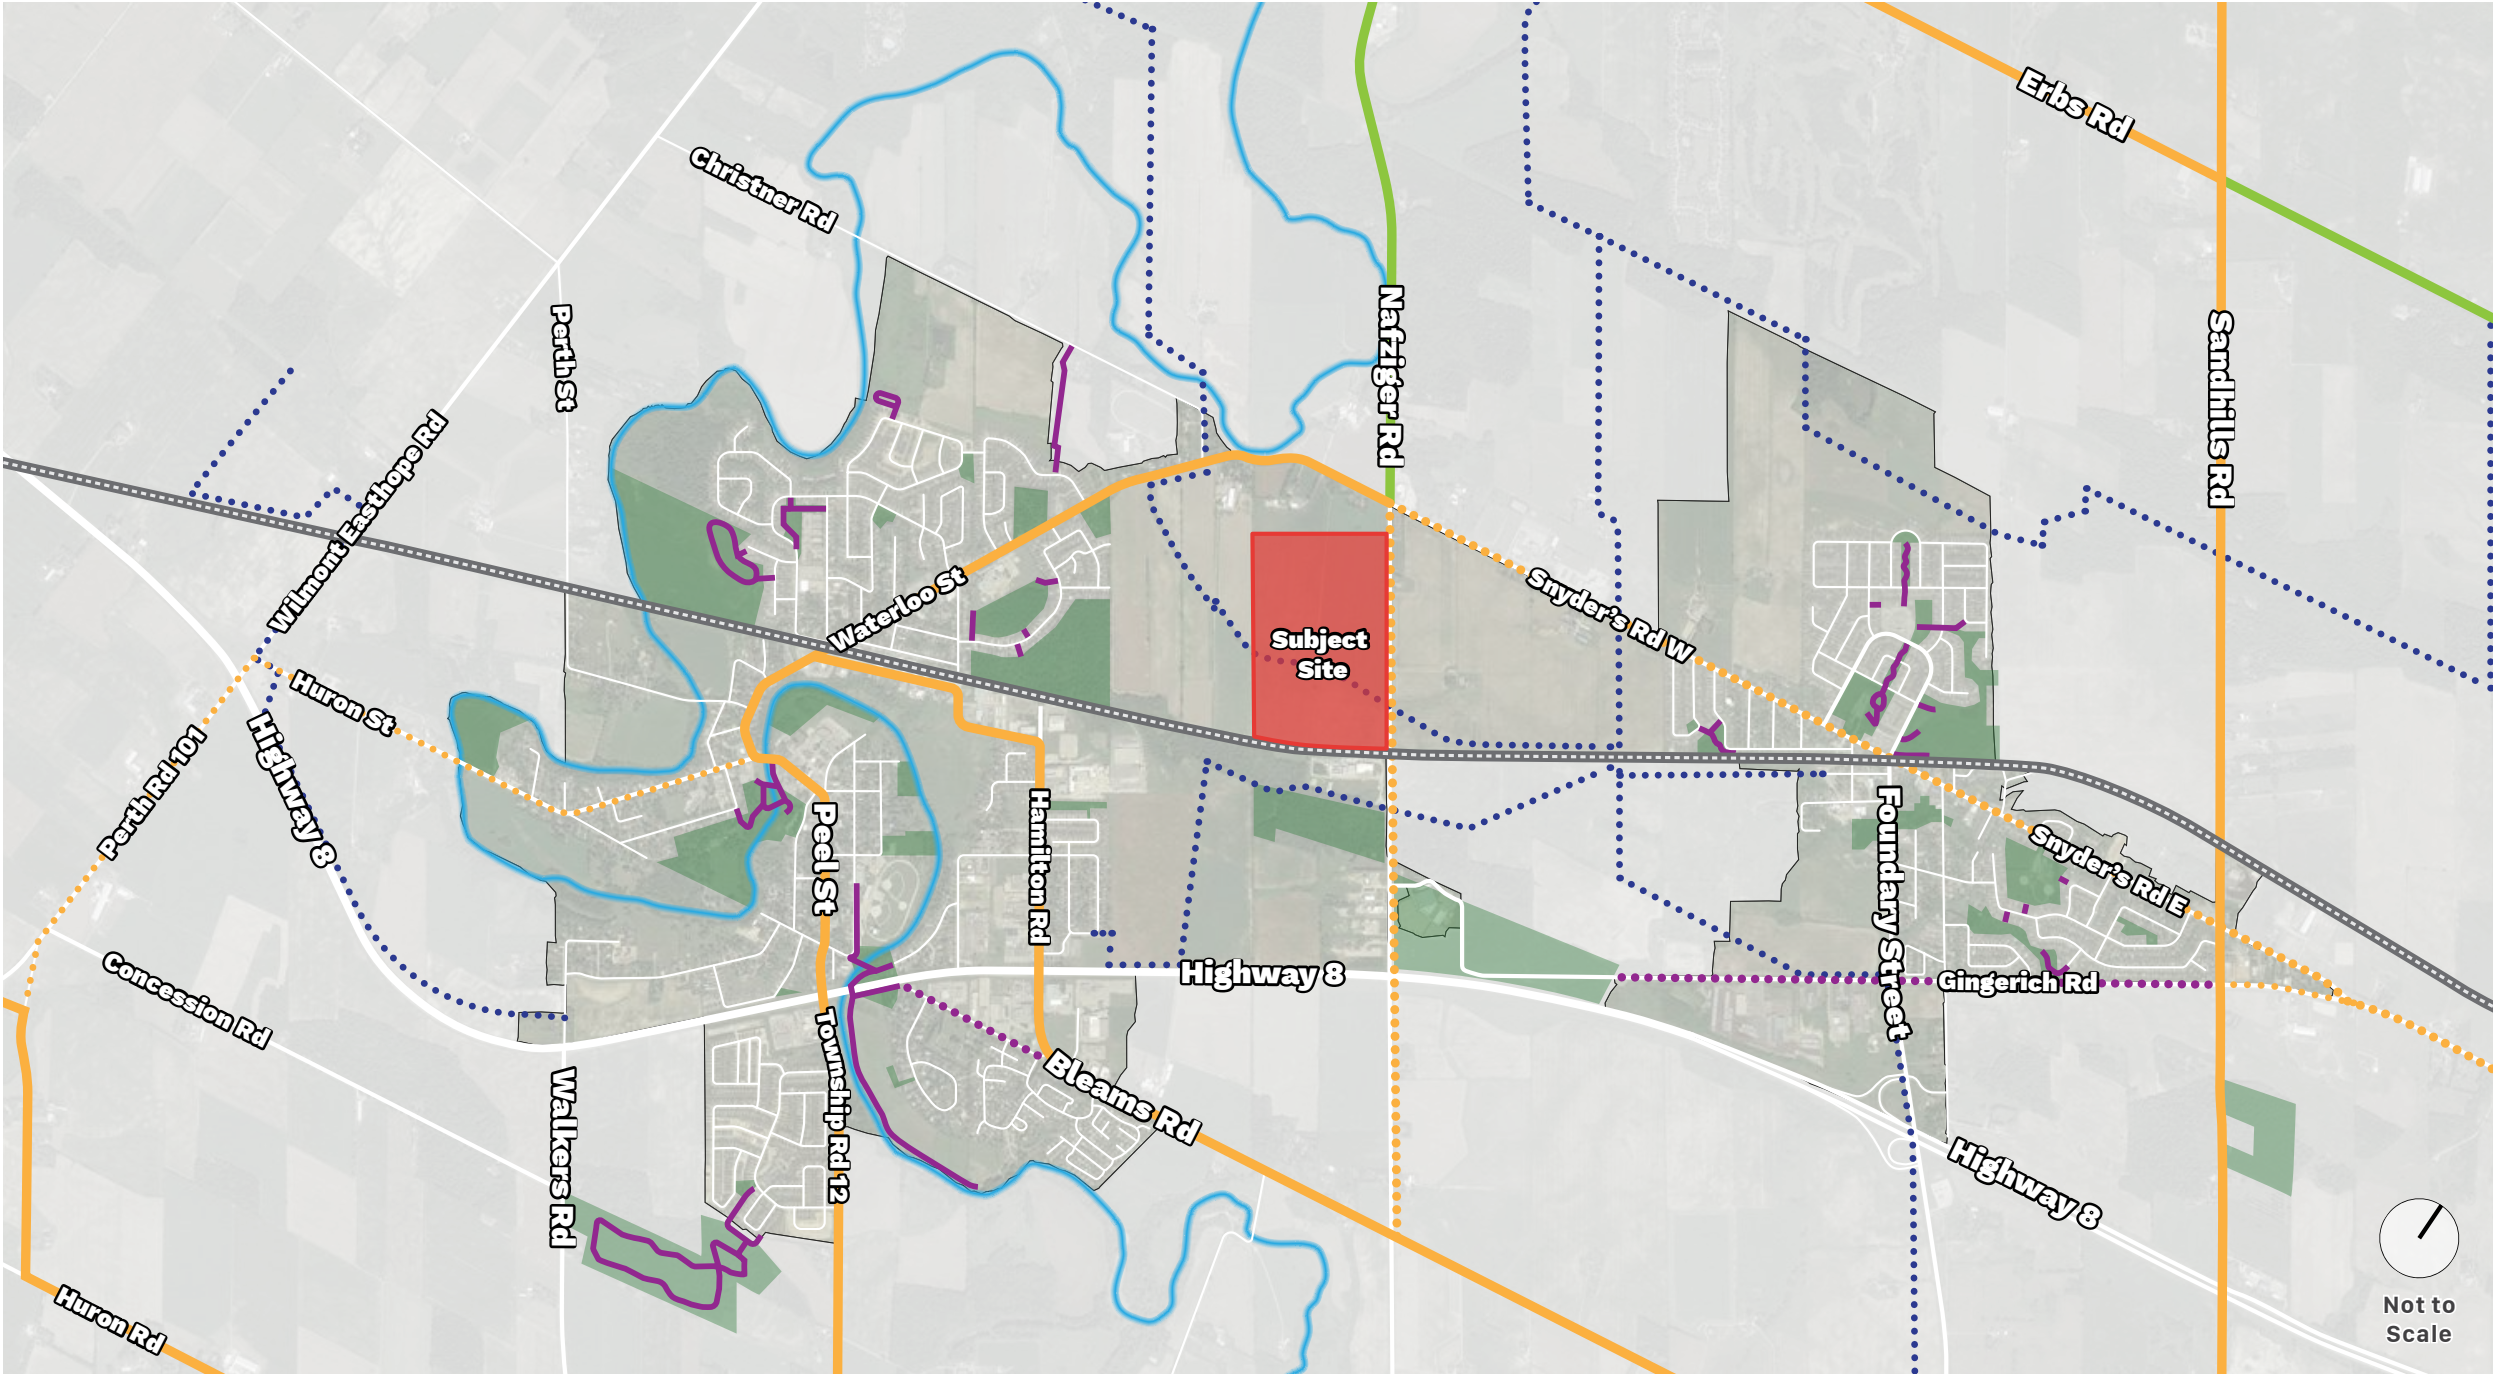 Erbs Rd
Christner Rd
Nafziger Rd
Perth St
Sandhills Rd
Wilmont Easthope Rd
Waterloo St
Snyder's Rd W
Subject
Site
Huron St
Perth Rd 101
Highway 8
Peel St
Hamilton Rd
Foundary Street
Snyder's Rd E
Concession Rd
Highway 8
Gingerich Rd
Township Rd 12
Bleams Rd
Walkers Rd
Highway 8
Huron Rd
Not to
Scale